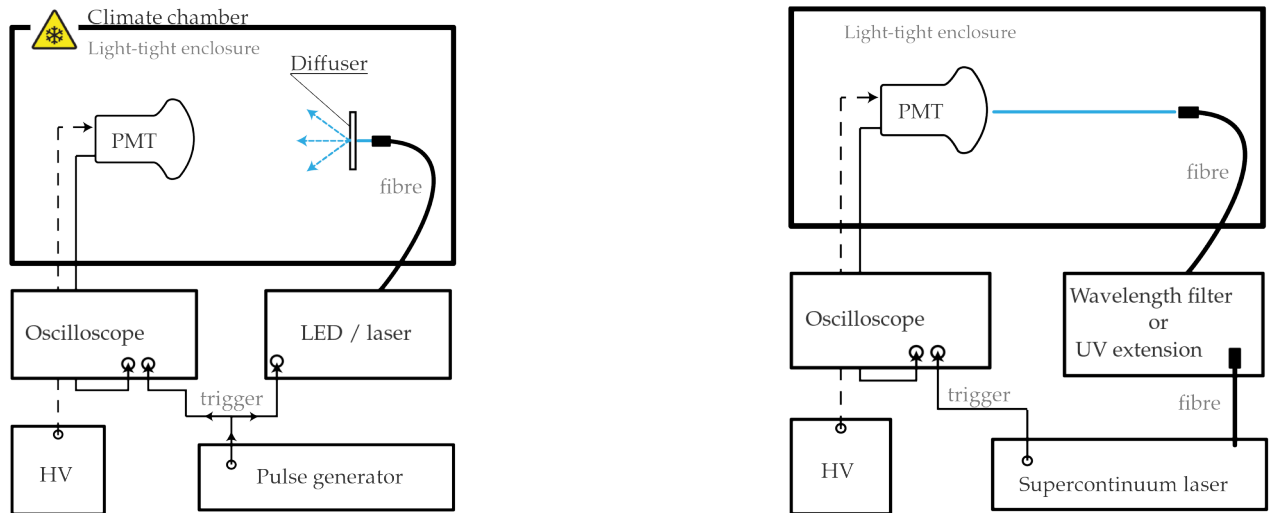 Climate chamber
Light-tight enclosure
Diffuser
PMT
fibre
Oscilloscope
LED / laser
trigger
HV
Pulse generator
Light-tight enclosure
PMT
fibre
Oscilloscope
Wavelength filter
or
UV extension
trigger
fibre
HV
Supercontinuum laser